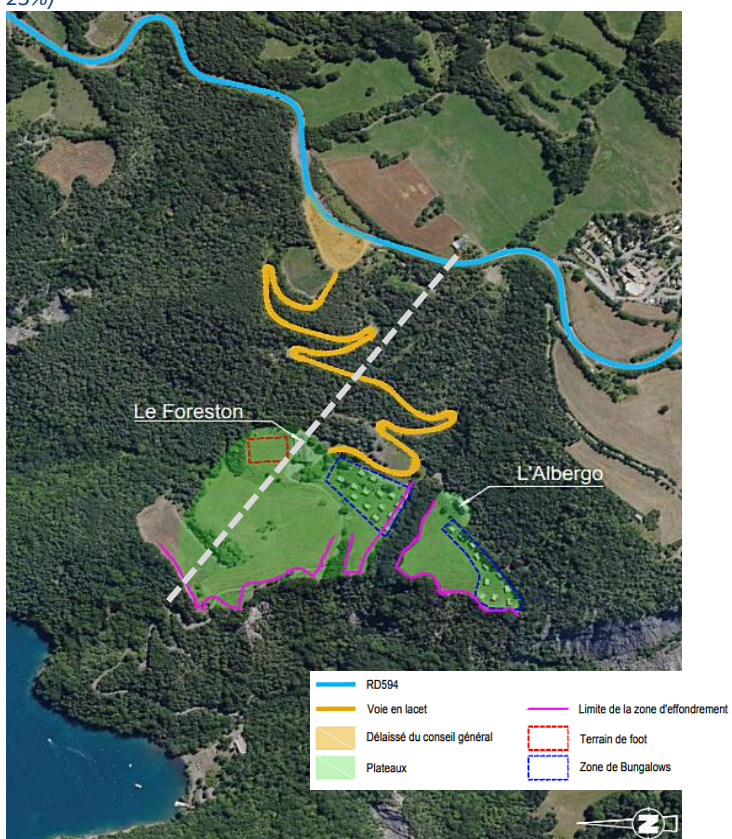 25%)
Le Foreston
L'Albergo
RD594
Voie en lacet
Limite de la zone d'effondrement
Délaissé du conseil général
Terrain de foot
Plateaux
Zone de Bungalows
N